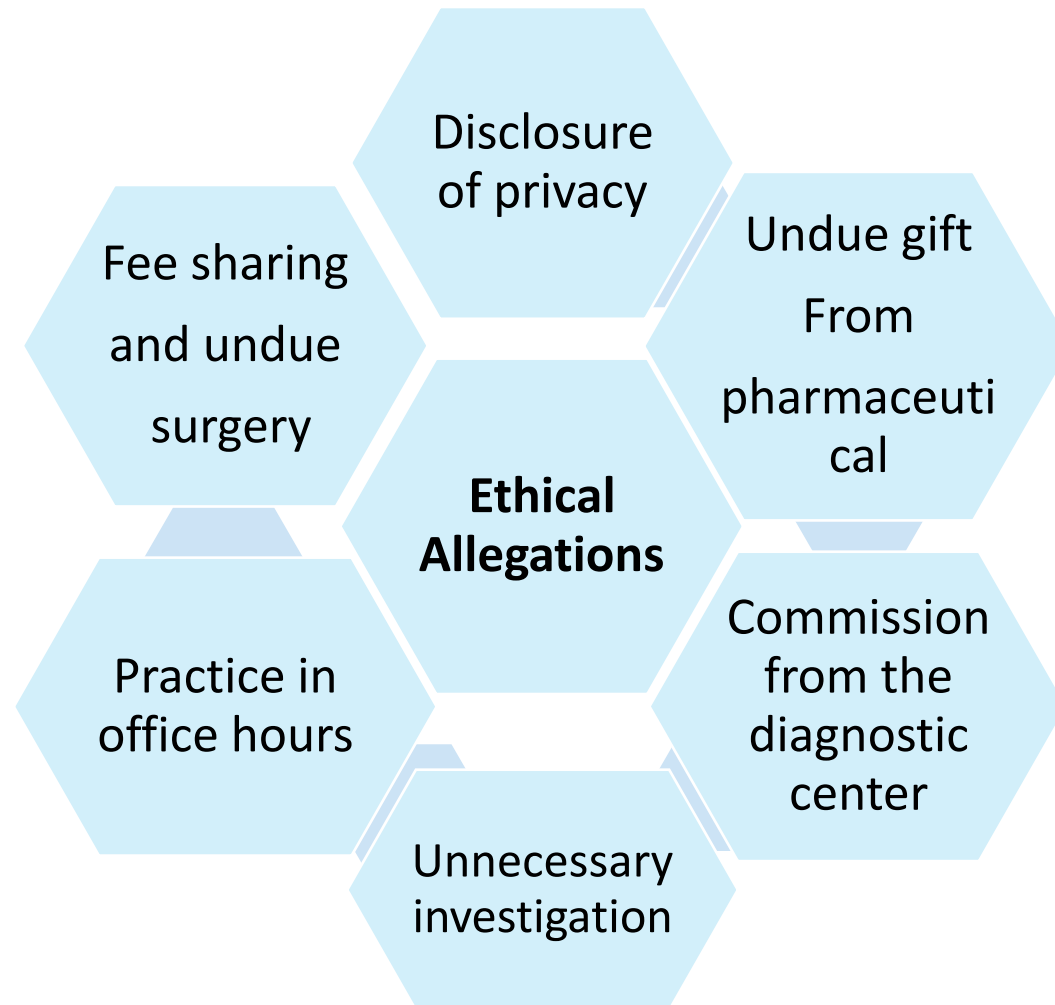 Disclosure
of privacy
Undue gift
From
pharmaceuti
cal
Commission
from the
diagnostic
center
Unnecessary
investigation
Practice in
office hours
Fee sharing
and undue
surgery
Ethical
Allegations